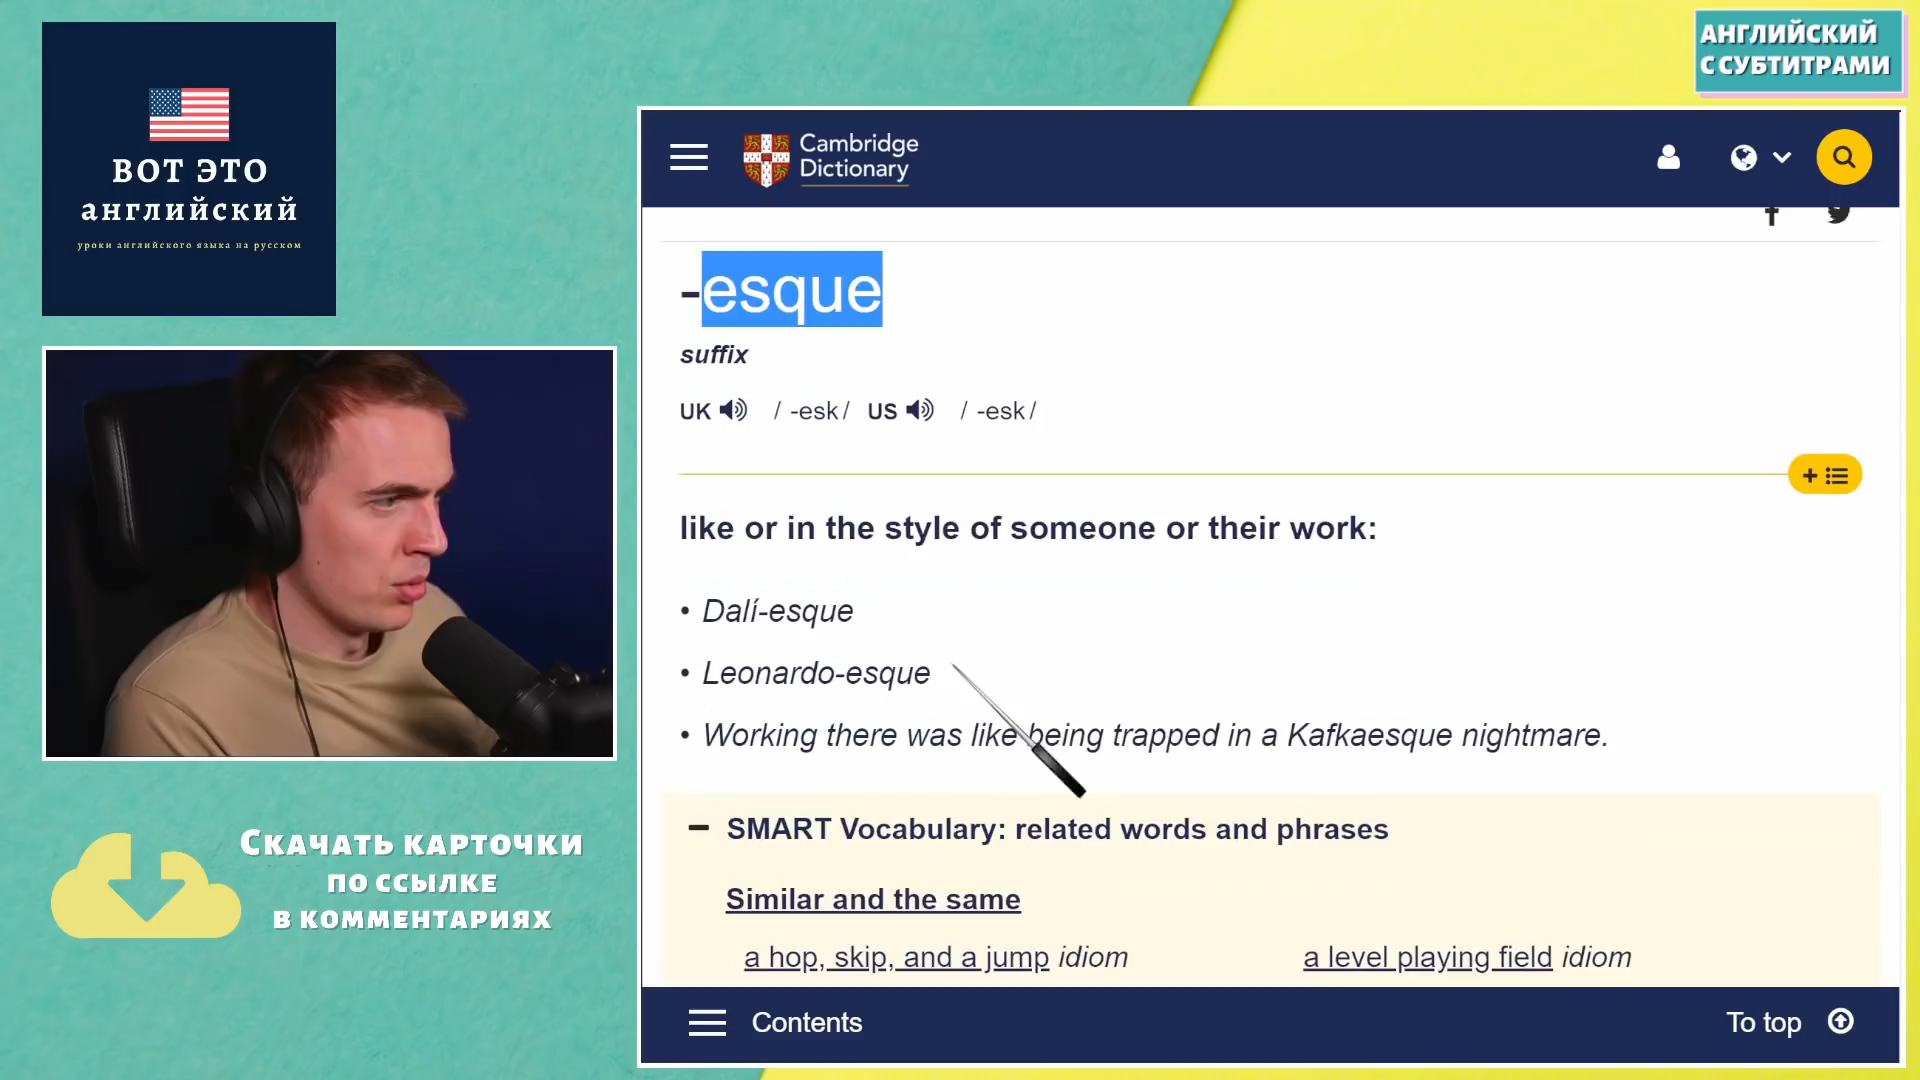 ВОТ ЭТО
английский
уроки английского языка на русском
АНГЛИЙСКИЙ
С СУБТИТРАМИ
Cambridge
Dictionary
-esque
suffix
UK / -esk/ US / -esk/
like or in the style of someone or their work:
• Dalí-esque
• Leonardo-esque
• Working there was like being trapped in a Kafkaesque nightmare.
SMART Vocabulary: related words and phrases
Similar and the same
a hop, skip, and a jump idiom a level playing field idiom
Contents To top
Скачать карточки
по ссылке
в комментариях